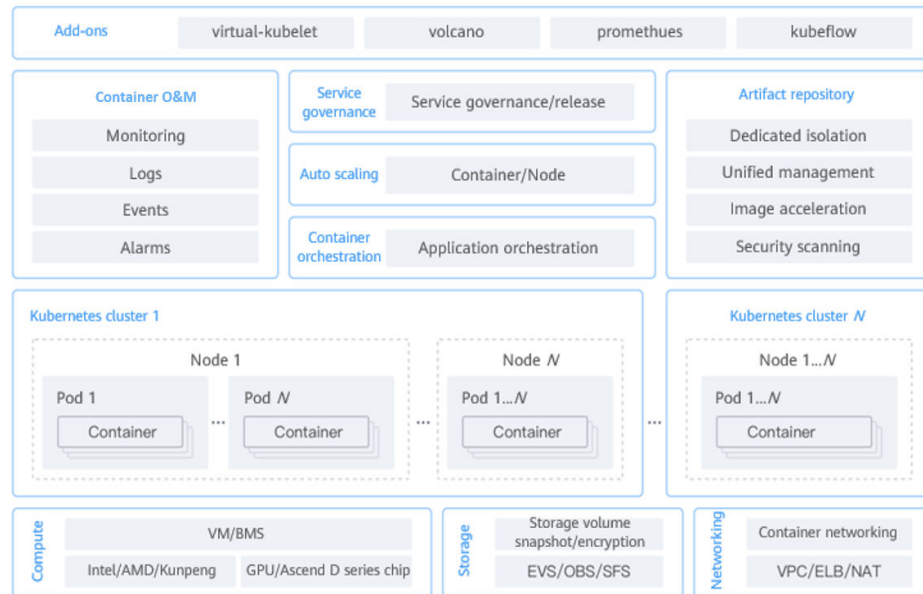 Add-ons
virtual-kubelet
volcano
promethues
kubeflow
Container O&M
Monitoring
Logs
Events
Alarms
Service
governance
Service governance/release
Auto scaling
Container/Node
Container
orchestration
Application orchestration
Artifact repository
Dedicated isolation
Unified management
Image acceleration
Security scanning
Kubernetes cluster 1
Node 1
Pod 1
Container
...
Pod N
Container
...
Node N
Pod 1...N
Container
...
Kubernetes cluster N
Node 1...N
Pod 1...N
Container
Compute
VM/BMS
Intel/AMD/Kunpeng
GPU/Ascend D series chip
Storage
Storage volume
snapshot/encryption
EVS/OBS/SFS
Networking
Container networking
VPC/ELB/NAT